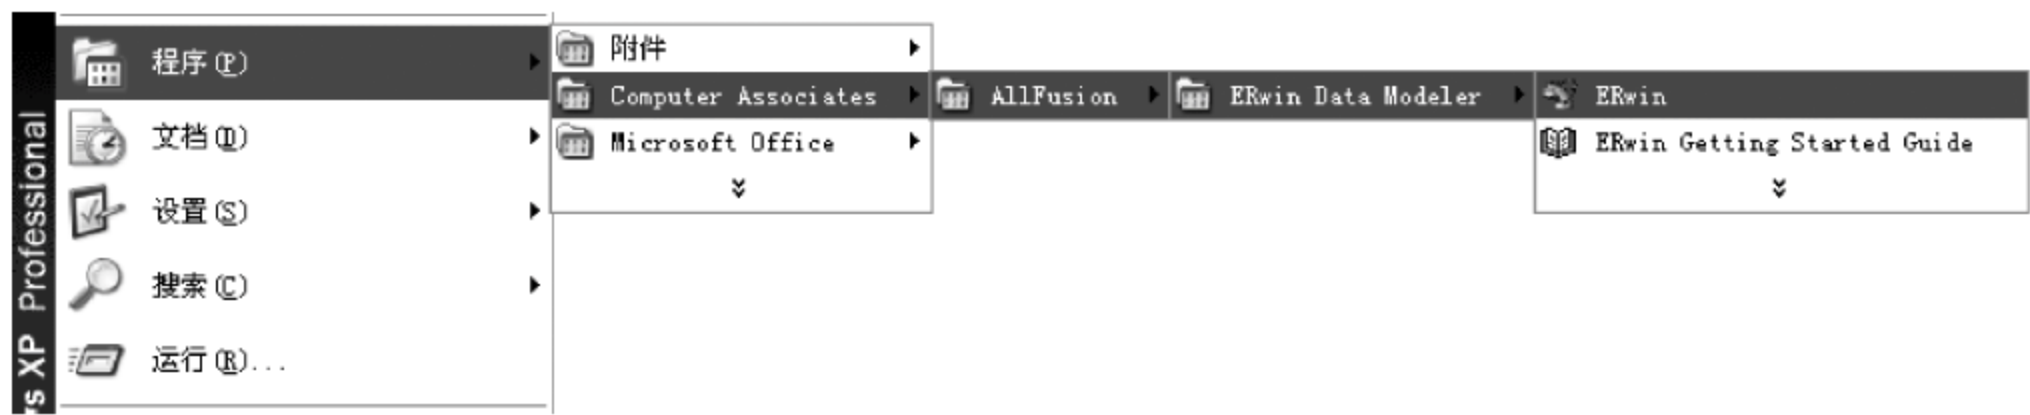 程序(P)
文档(D)
设置(S)
搜索(C)
运行(R)...
附件
Computer Associates
Microsoft Office
AllFusion
ERwin Data Modeler
ERwin
ERwin Getting Started Guide
ws XP Professional